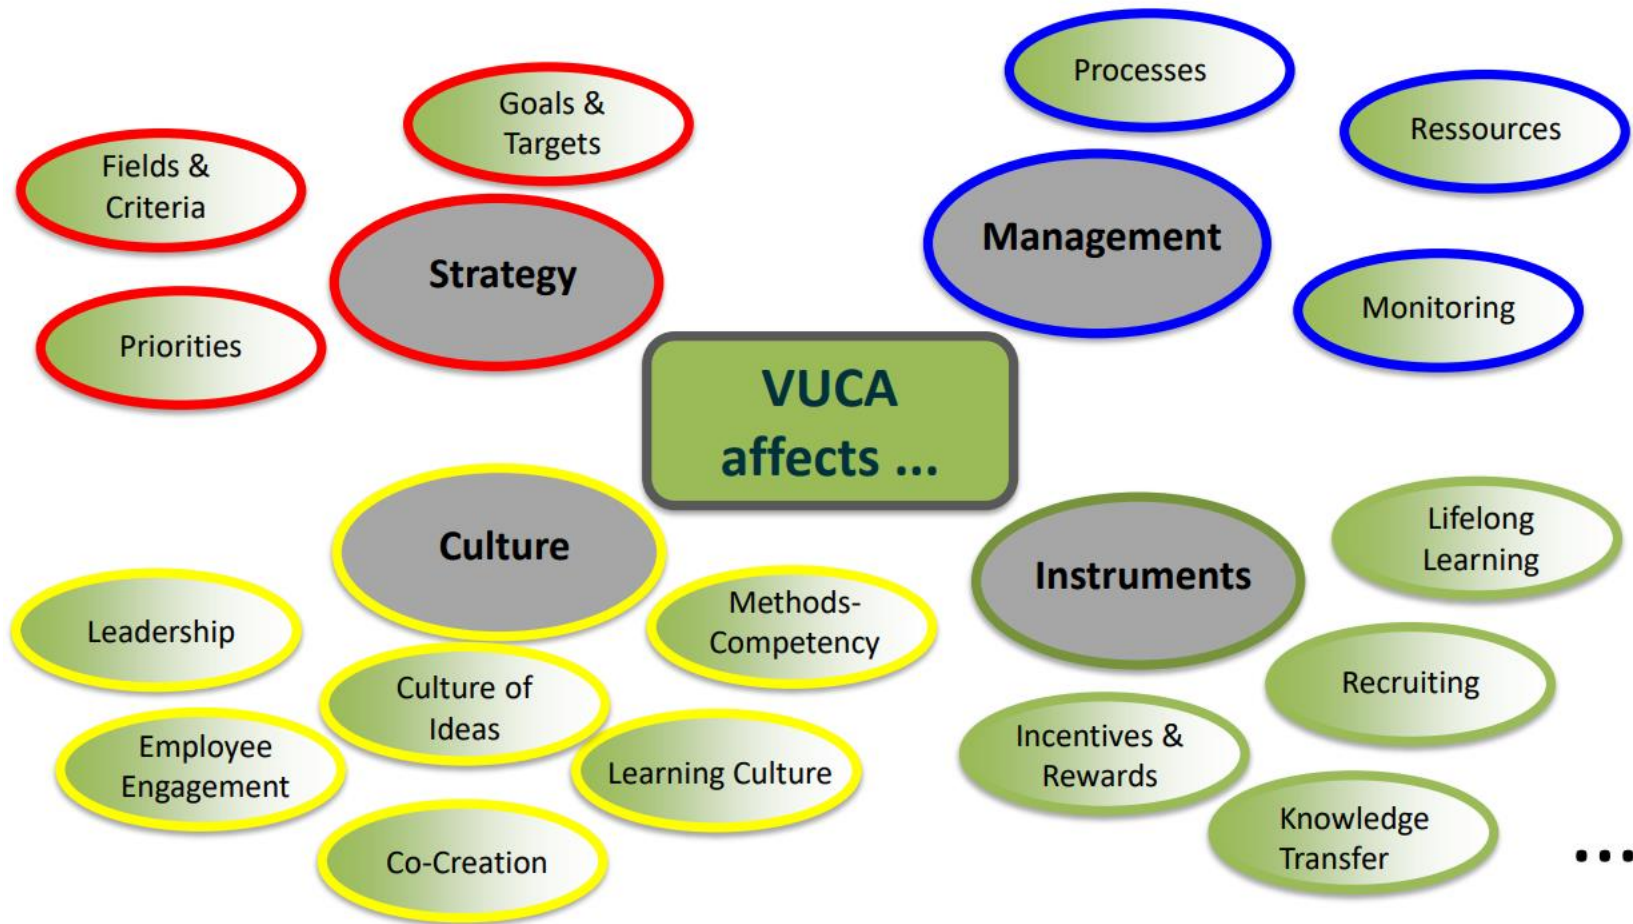 Processes
Goals &
Targets
Ressources
Fields &
Criteria
Management
Strategy
Monitoring
Priorities
VUCA
affects ...
Culture
Lifelong
Learning
Instruments
Methods-
Competency
Leadership
Culture of
Ideas
Recruiting
Employee
Engagement
Learning Culture
Incentives &
Rewards
Knowledge
Transfer
Co-Creation
...